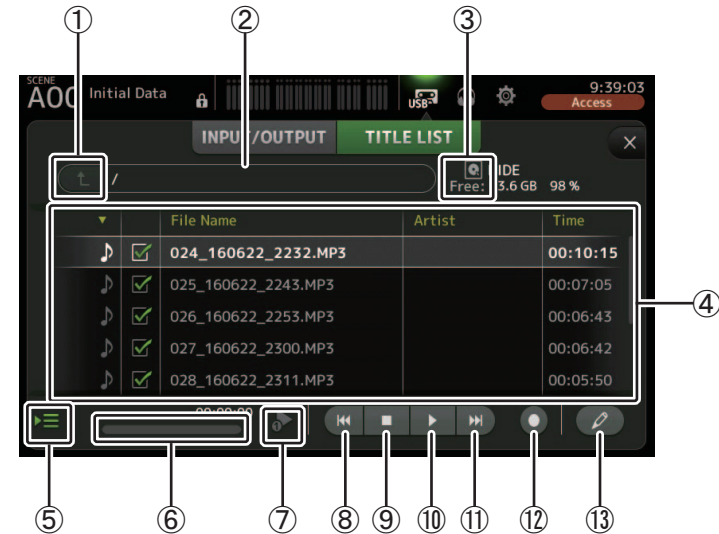 ① ② ③
SCENE
A00 Initial Data USB 9:39:03
Access
INPUT/OUTPUT TITLE LIST
/
Free: 3.6 GB 98 %
File Name Artist Time
024_160622_2232.MP3 00:10:15
025_160622_2243.MP3 00:07:05
④
026_160622_2253.MP3 00:06:43
027_160622_2300.MP3 00:06:42
028_160622_2311.MP3 00:05:50
⑤ ⑥ ⑦ ⑧ ⑨ ⑩ ⑪ ⑫ ⑬